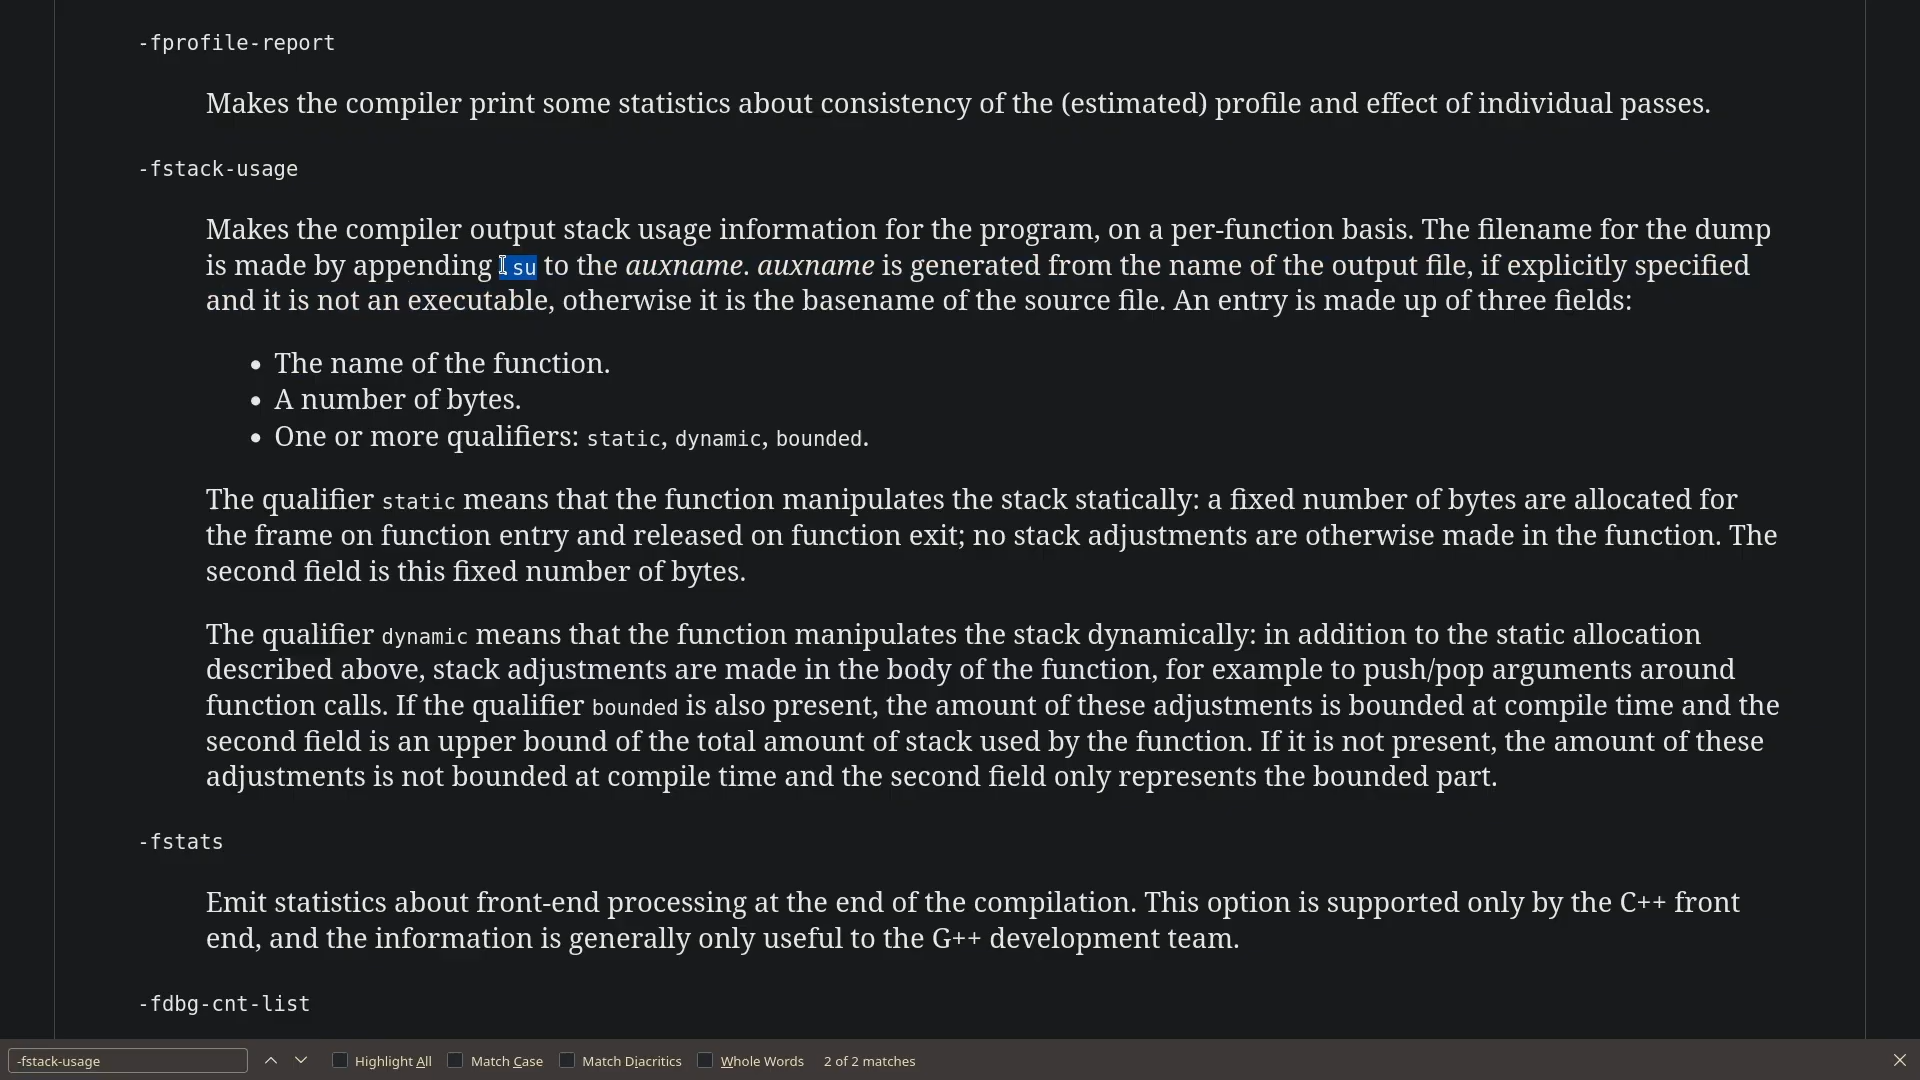 -fprofile-report
Makes the compiler print some statistics about consistency of the (estimated) profile and effect of individual passes.
-fstack-usage
Makes the compiler output stack usage information for the program, on a per-function basis. The filename for the dump
is made by appending su to the auxname. auxname is generated from the name of the output file, if explicitly specified
and it is not an executable, otherwise it is the basename of the source file. An entry is made up of three fields:
• The name of the function.
• A number of bytes.
• One or more qualifiers: static, dynamic, bounded.
The qualifier static means that the function manipulates the stack statically: a fixed number of bytes are allocated for
the frame on function entry and released on function exit; no stack adjustments are otherwise made in the function. The
second field is this fixed number of bytes.
The qualifier dynamic means that the function manipulates the stack dynamically: in addition to the static allocation
described above, stack adjustments are made in the body of the function, for example to push/pop arguments around
function calls. If the qualifier bounded is also present, the amount of these adjustments is bounded at compile time and the
second field is an upper bound of the total amount of stack used by the function. If it is not present, the amount of these
adjustments is not bounded at compile time and the second field only represents the bounded part.
-fstats
Emit statistics about front-end processing at the end of the compilation. This option is supported only by the C++ front
end, and the information is generally only useful to the G++ development team.
-fdbg-cnt-list
-fstack-usage Highlight All Match Case Match Diacritics Whole Words 2 of 2 matches